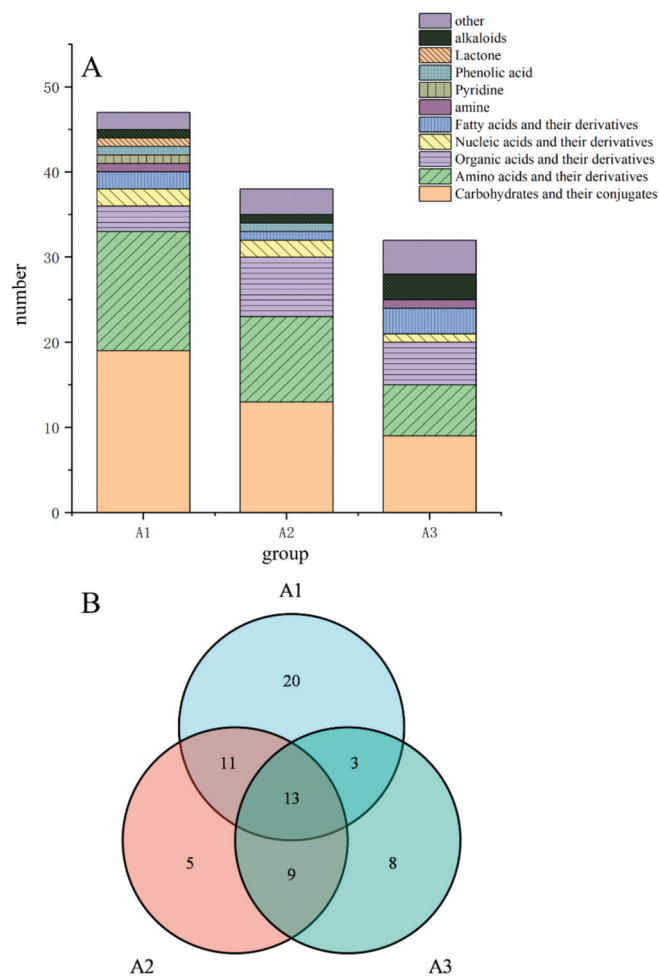 other
alkaloids
Lactone
Phenolic acid
Pyridine
amine
Fatty acids and their derivatives
Nucleic acids and their derivatives
Organic acids and their derivatives
Amino acids and their derivatives
Carbohydrates and their conjugates
A
50
40
30
20
10
0
number
A1
A2
A3
group
B
A1
20
11
3
13
5
9
8
A2
A3